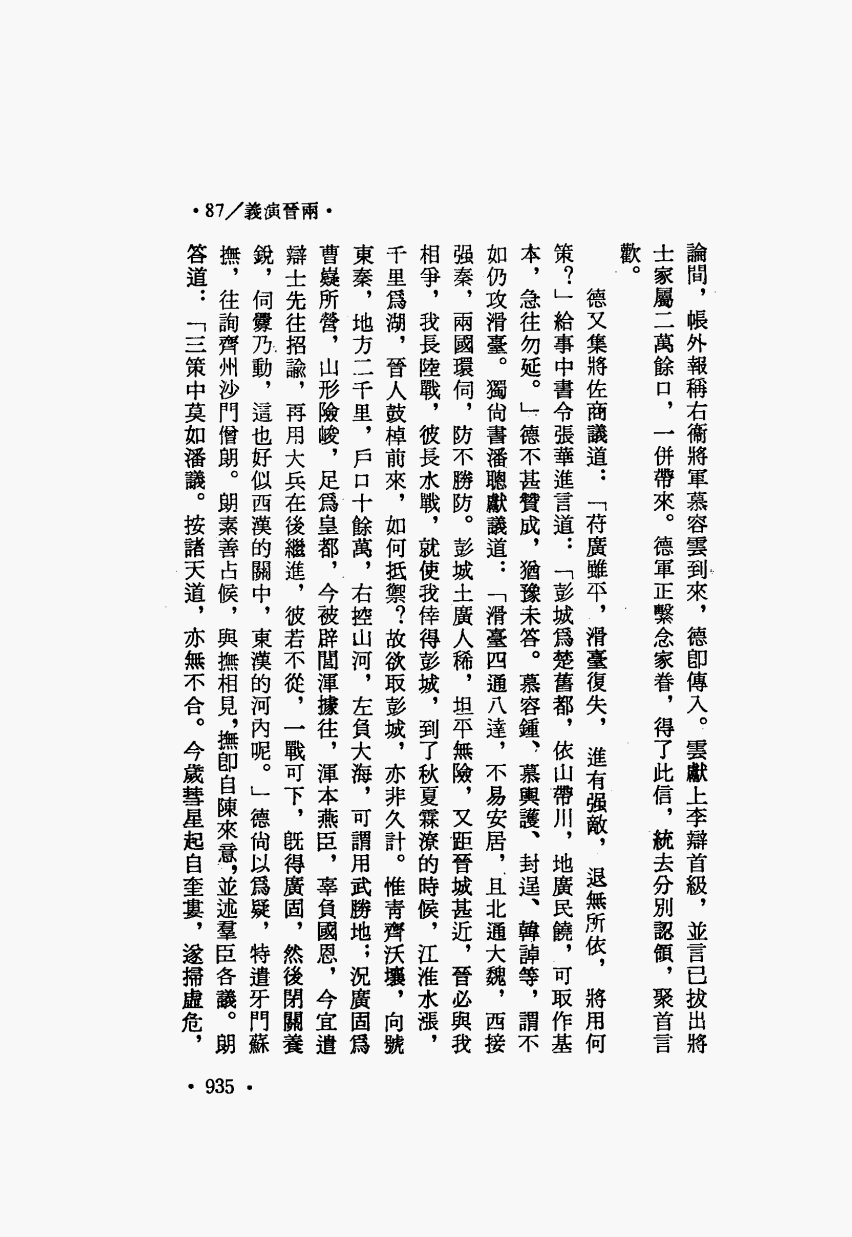 •87/義演晉兩•
論間，帳外報稱右衛將軍慕容雲到來，德卽傳入。雲獻上李辯首級，並言已拔出將
士家屬二萬餘口，一併帶來。德軍正繫念家眷，得了此信，統去分別認領，聚首言
歡。
德又集將佐商議道：「苻廣雖平，滑臺復失，進有强敵，退無所依，將用何
策？」給事中書令張華進言道：「彭城爲楚舊都，依山帶川，地廣民饒，可取作基
本，急往勿延。」德不甚贊成，猶豫未答。慕容鍾、慕輿護、封逞、韓𧨳等，謂不
如仍攻滑臺。獨尙書潘聰獻議道：「滑臺四通八達，不易安居，且北通大魏，西接
强秦，兩國環伺，防不勝防。彭城土廣人稀，坦平無險，又距晉城甚近，晉必與我
相爭，我長陸戰，彼長水戰，就使我倖得彭城，到了秋夏霖潦的時候，江淮水漲，
千里爲湖，晉人鼓棹前來，如何抵禦？故欲取彭城，亦非久計。惟靑齊沃壤，向號
東秦，地方二千里，戶口十餘萬，右控山河，左負大海，可謂用武勝地；況廣固爲
曹嶷所營，山形險峻，足爲皇都，今被辟閭渾據往，渾本燕臣，辜負國恩，今宜遣
辯士先往招諭，再用大兵在後繼進，彼若不從，一戰可下，旣得廣固，然後閉關養
銳，伺釁乃動，這也好似西漢的關中，東漢的河內呢。」德尙以爲疑，特遣牙門蘇
撫，往詢齊州沙門僧朗。朗素善占候，與撫相見，撫卽自陳來意，並述羣臣各議。朗
答道：「三策中莫如潘議。按諸天道，亦無不合。今歲彗星起自奎婁，遂掃虛危，
•935•